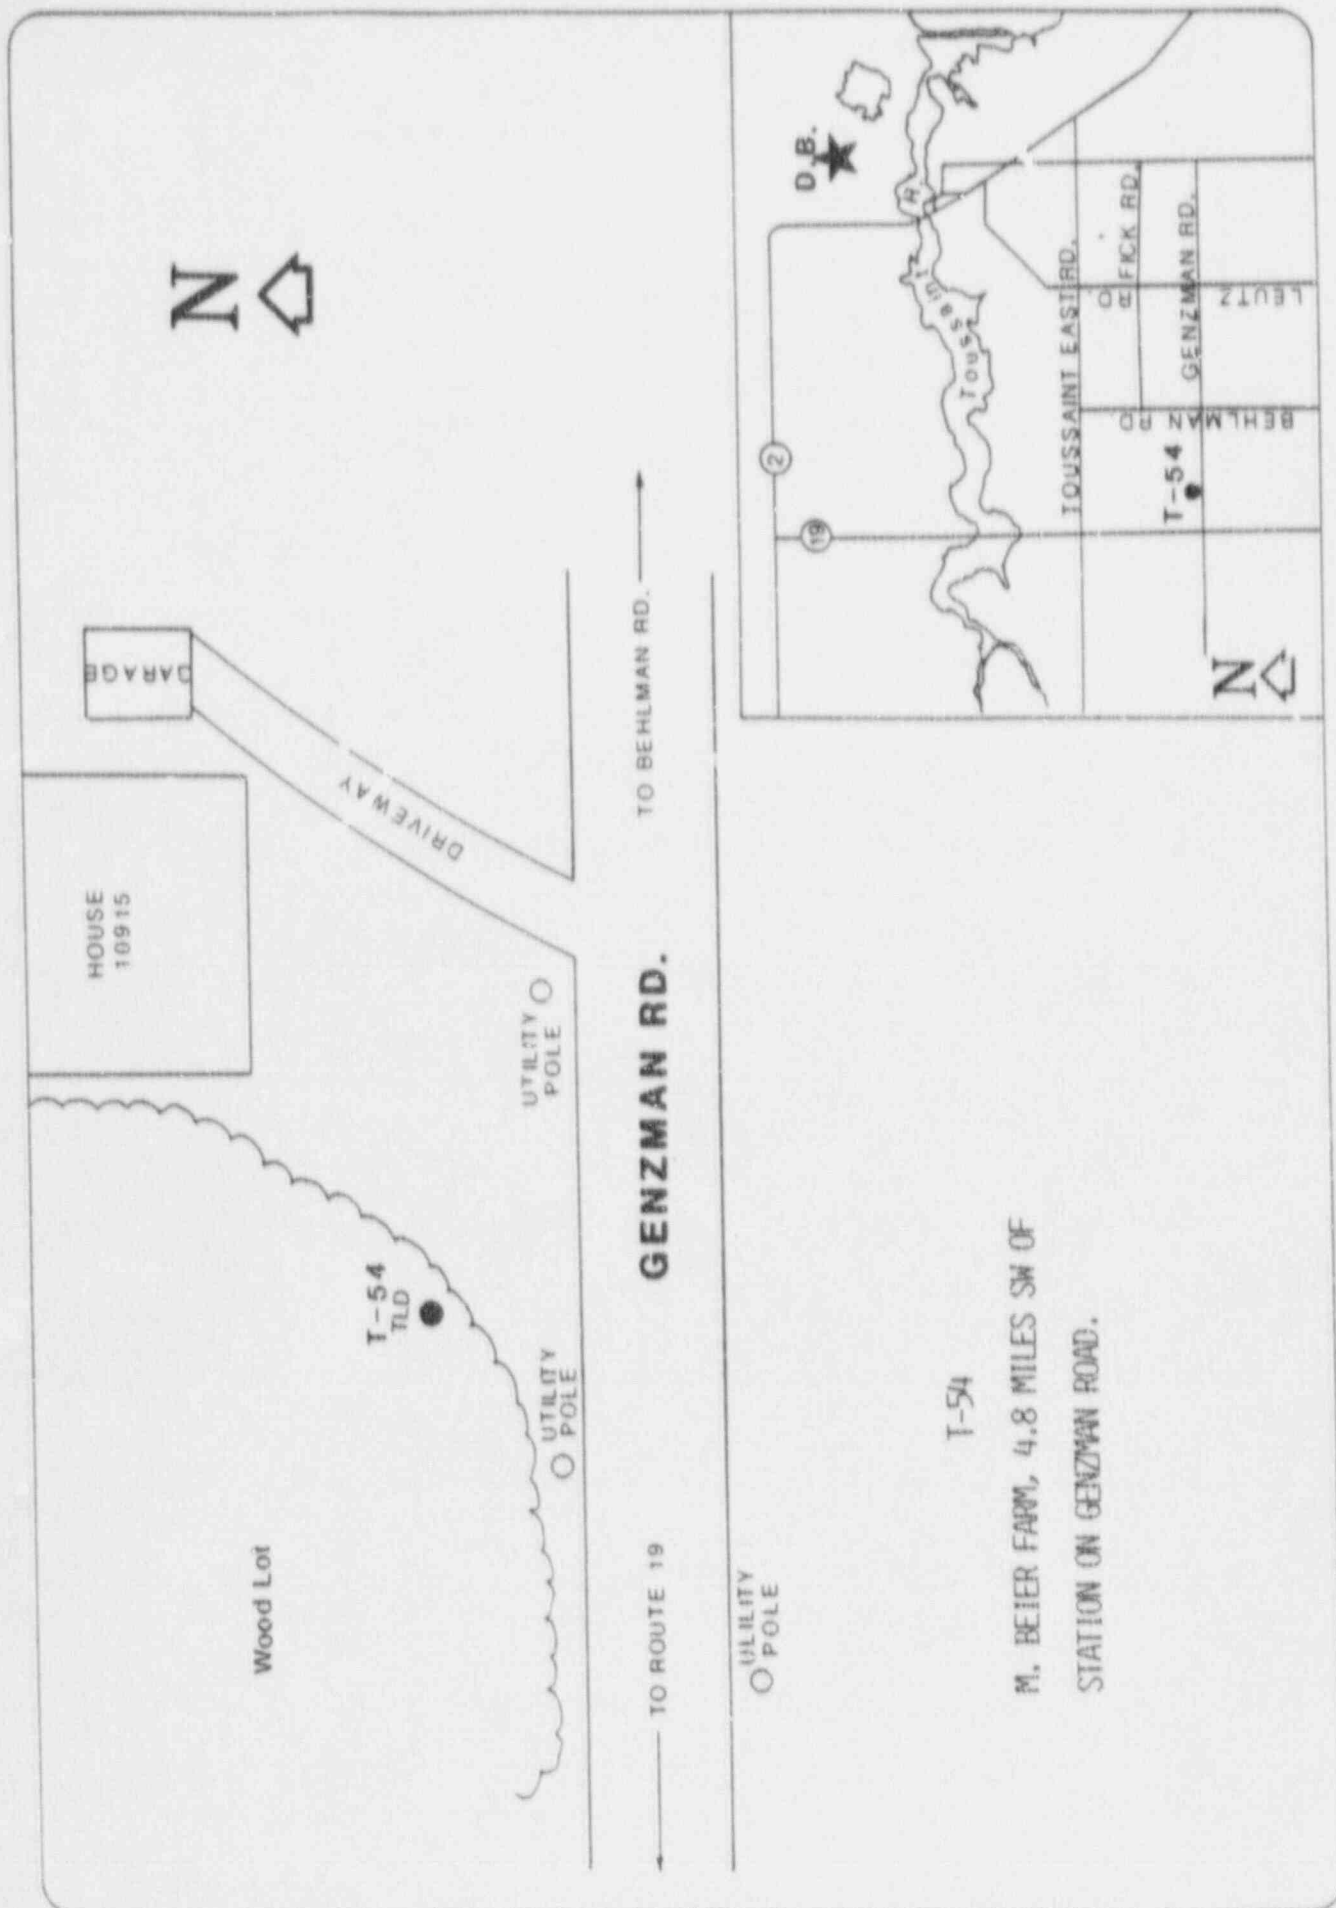 HOUSE
10915
GARAGE
DRIVEWAY
N
Wood Lot
T-54
TLD
UTILITY
POLE
UTILITY
POLE
TO ROUTE 19
GENZMAN RD.
TO BEHLMAN RD.
ULILITY
POLE
T-54
M. BEIER FARM, 4.8 MILES SW OF
STATION ON GENZMAN ROAD.
2
19
D.B.
Toussaint
R.
TOUSSAINT EAST RD.
FICK RD.
GENZMAN RD.
LEUTZ RD.
BEHLMAN RD.
T-54
N